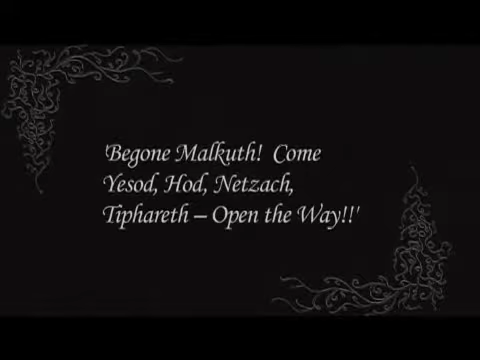 'Begone Malkuth!  Come
Yesod, Hod, Netzach,
Tiphareth – Open the Way!!'